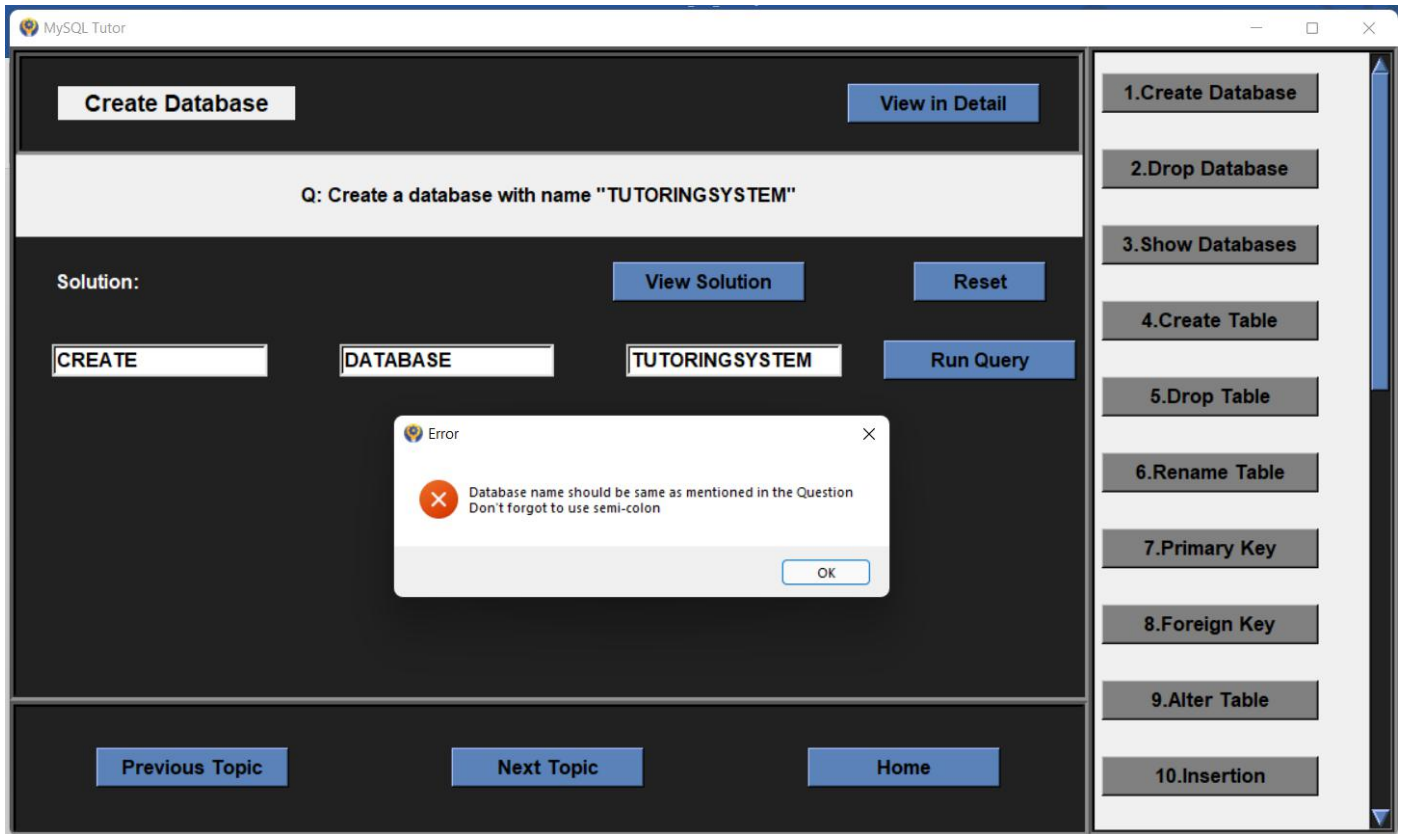 MySQL Tutor
Create Database
View in Detail
Q: Create a database with name "TUTORINGSYSTEM"
Solution:
View Solution
Reset
CREATE
DATABASE
TUTORINGSYSTEM
Run Query
Error
Database name should be same as mentioned in the Question
Don't forgot to use semi-colon
OK
Previous Topic
Next Topic
Home
1.Create Database
2.Drop Database
3.Show Databases
4.Create Table
5.Drop Table
6.Rename Table
7.Primary Key
8.Foreign Key
9.Alter Table
10.Insertion